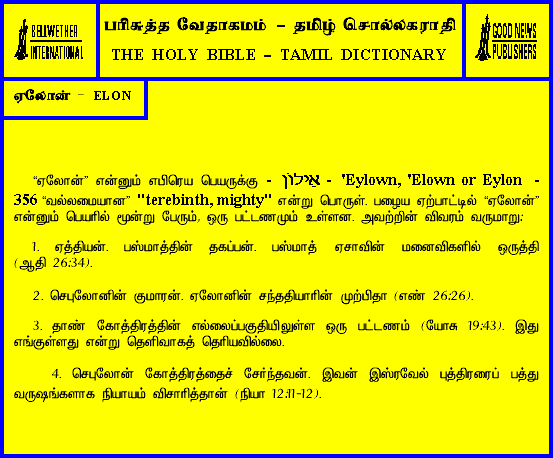 BELLWETHER
INTERNATIONAL
பரிசுத்த வேதாகமம் - தமிழ் சொல்லகராதி
THE HOLY BIBLE - TAMIL DICTIONARY
GOOD NEWS
PUBLISHERS
ஏலோன் - ELON
"ஏலோன்" என்னும் எபிரெய பெயருக்கு - אֵילוֹן - 'Eylown, 'Elown or Eylon -
356 "வல்லமையான" "terebinth, mighty" என்று பொருள். பழைய ஏற்பாட்டில் "ஏலோன்"
என்னும் பெயரில் மூன்று பேரும், ஒரு பட்டணமும் உள்ளன. அவற்றின் விவரம் வருமாறு:
1. ஏத்தியன். பஸ்மாத்தின் தகப்பன். பஸ்மாத் ஏசாவின் மனைவிகளில் ஒருத்தி
(ஆதி 26:34).
2. செபுலோனின் குமாரன். ஏலோனின் சந்ததியாரின் முற்பிதா (எண் 26:26).
3. தாண் கோத்திரத்தின் எல்லைப்பகுதியிலுள்ள ஒரு பட்டணம் (யோசு 19:43). இது
எங்குள்ளது என்று தெளிவாகத் தெரியவில்லை.
4. செபுலோன் கோத்திரத்தைச் சேர்ந்தவன். இவன் இஸ்ரவேல் புத்திரரைப் பத்து
வருஷங்களாக நியாயம் விசாரித்தான் (நியா 12:11-12).